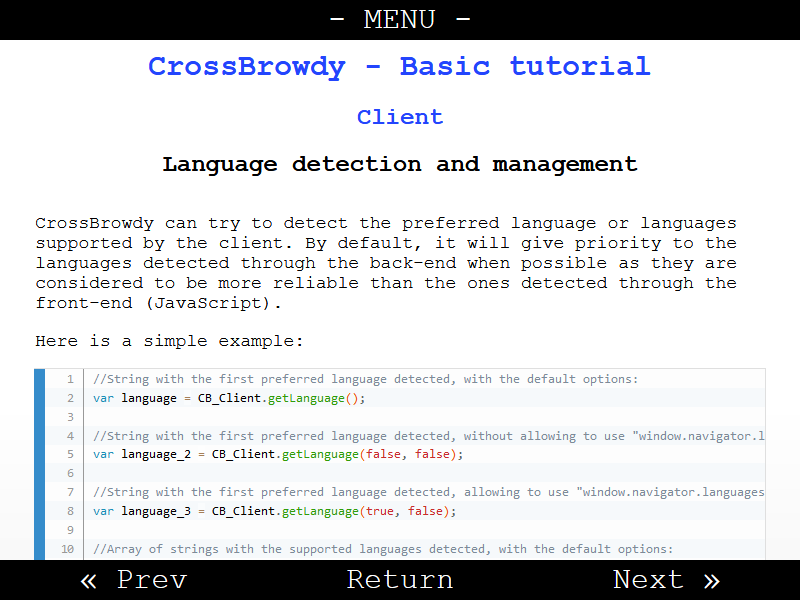 - MENU -
CrossBrowdy - Basic tutorial
Client
Language detection and management
CrossBrowdy can try to detect the preferred language or languages
supported by the client. By default, it will give priority to the
languages detected through the back-end when possible as they are
considered to be more reliable than the ones detected through the
front-end (JavaScript).
Here is a simple example:
1 //String with the first preferred language detected, with the default options:
2 var language = CB_Client.getLanguage();
3
4 //String with the first preferred language detected, without allowing to use "window.navigator.l
5 var language_2 = CB_Client.getLanguage(false, false);
6
7 //String with the first preferred language detected, allowing to use "window.navigator.languages
8 var language_3 = CB_Client.getLanguage(true, false);
9
10 //Array of strings with the supported languages detected, with the default options:
« Prev Return Next »